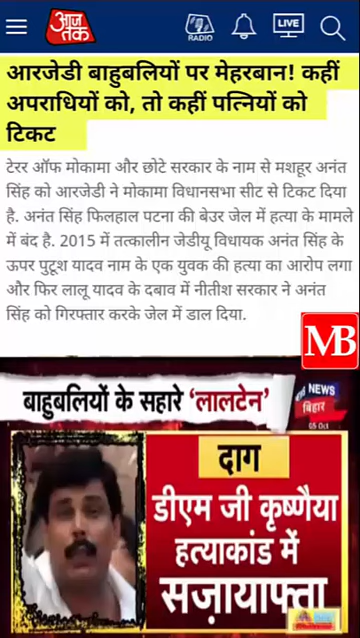 आज
तक
RADIO
LIVE
आरजेडी बाहुबलियों पर मेहरबान! कहीं
अपराधियों को, तो कहीं पत्नियों को
टिकट
टेरर ऑफ मोकामा और छोटे सरकार के नाम से मशहूर अनंत
सिंह को आरजेडी ने मोकामा विधानसभा सीट से टिकट दिया
है. अनंत सिंह फिलहाल पटना की बेउर जेल में हत्या के मामले
में बंद है. 2015 में तत्कालीन जेडीयू विधायक अनंत सिंह के
ऊपर पुटूश यादव नाम के एक युवक की हत्या का आरोप लगा
और फिर लालू यादव के दबाव में नीतीश सरकार ने अनंत
सिंह को गिरफ्तार करके जेल में डाल दिया.
MB
बाहुबलियों के सहारे ‘लालटेन’
NEWS
बिहार
05 Oct
दाग
डीएम जी कृष्णैया
हत्याकांड में
सज़ायाफ्ता